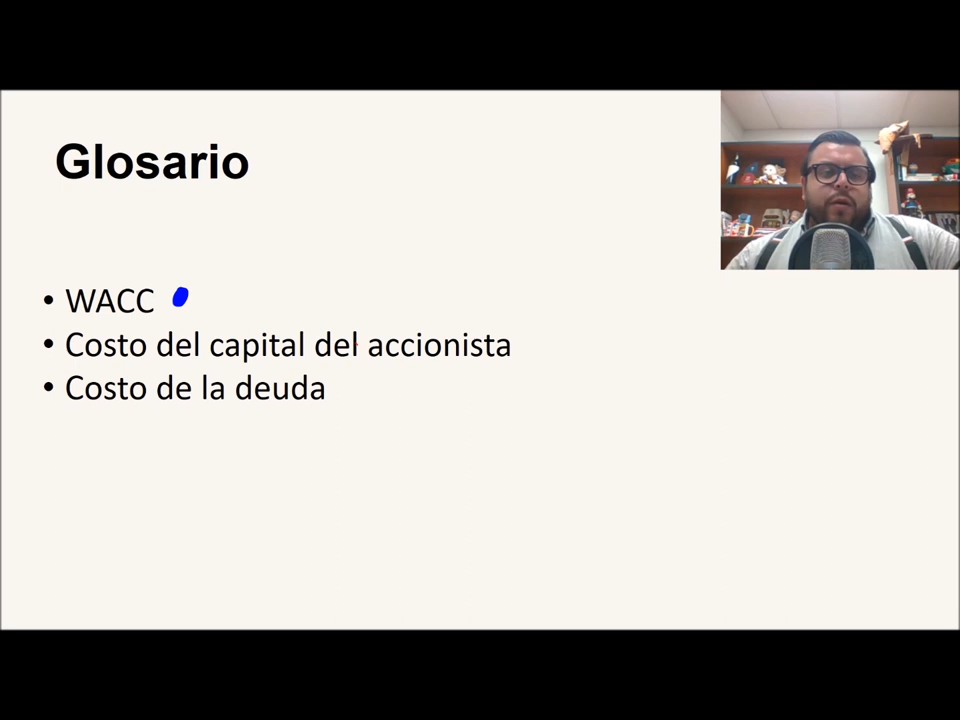 Glosario
• WACC
• Costo del capital del accionista
• Costo de la deuda